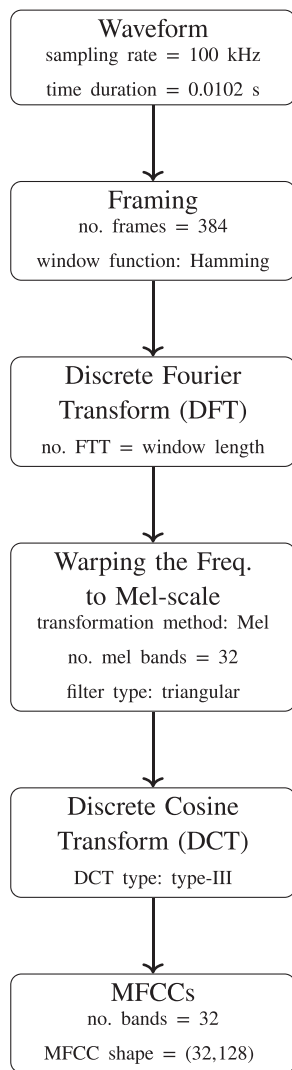 Waveform
sampling rate = 100 kHz
time duration = 0.0102 s
Framing
no. frames = 384
window function: Hamming
Discrete Fourier
Transform (DFT)
no. FTT = window length
Warping the Freq.
to Mel-scale
transformation method: Mel
no. mel bands = 32
filter type: triangular
Discrete Cosine
Transform (DCT)
DCT type: type-III
MFCCs
no. bands = 32
MFCC shape = (32,128)